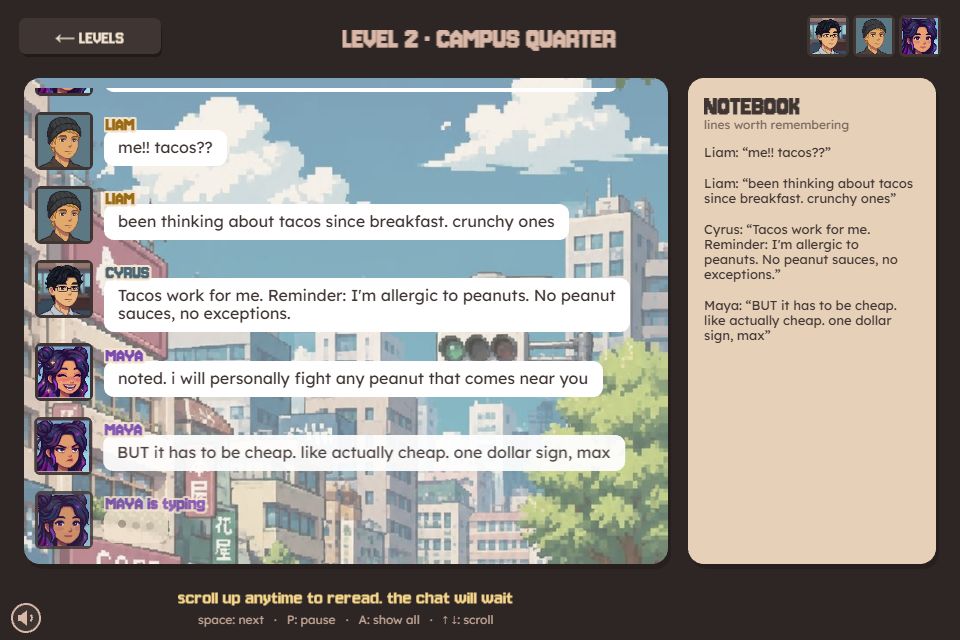 ← LEVELS
LEVEL 2 · CAMPUS QUARTER
LIAM
me!! tacos??
LIAM
been thinking about tacos since breakfast. crunchy ones
CYRUS
Tacos work for me. Reminder: I'm allergic to peanuts. No peanut
sauces, no exceptions.
MAYA
noted. i will personally fight any peanut that comes near you
MAYA
BUT it has to be cheap. like actually cheap. one dollar sign, max
MAYA is typing
花
屋
NOTEBOOK
lines worth remembering
Liam: “me!! tacos??”
Liam: “been thinking about tacos
since breakfast. crunchy ones”
Cyrus: “Tacos work for me.
Reminder: I'm allergic to
peanuts. No peanut sauces, no
exceptions.”
Maya: “BUT it has to be cheap.
like actually cheap. one dollar
sign, max”
scroll up anytime to reread. the chat will wait
space: next · P: pause · A: show all · ↑↓: scroll